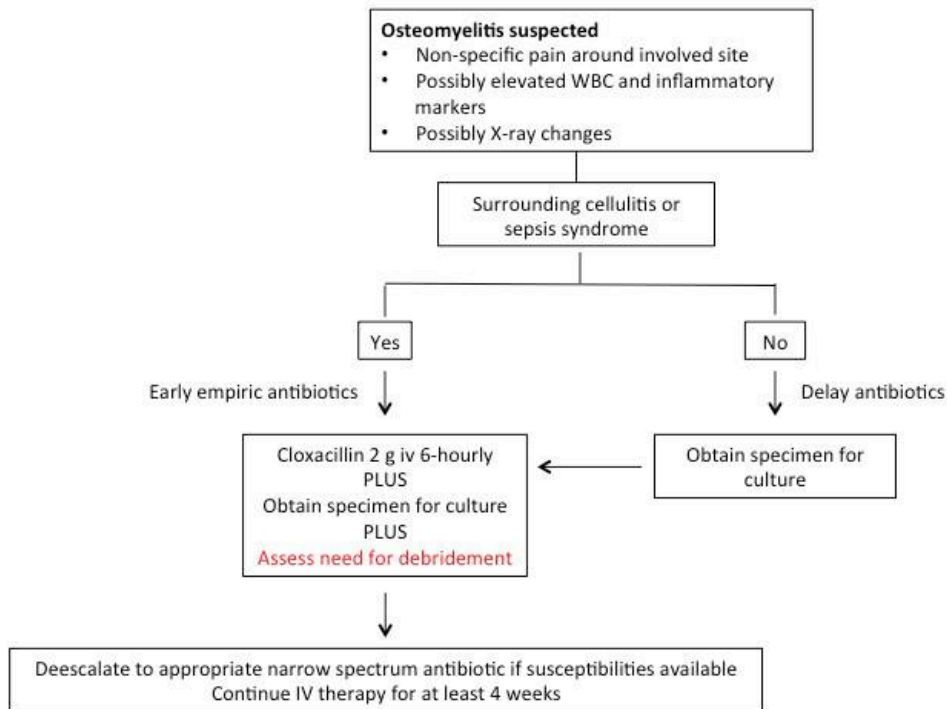 Osteomyelitis suspected
• Non-specific pain around involved site
• Possibly elevated WBC and inflammatory
markers
• Possibly X-ray changes
Surrounding cellulitis or
sepsis syndrome
Yes
No
Early empiric antibiotics
Delay antibiotics
Cloxacillin 2 g iv 6-hourly
PLUS
Obtain specimen for culture
PLUS
Assess need for debridement
Obtain specimen for
culture
Deescalate to appropriate narrow spectrum antibiotic if susceptibilities available
Continue IV therapy for at least 4 weeks